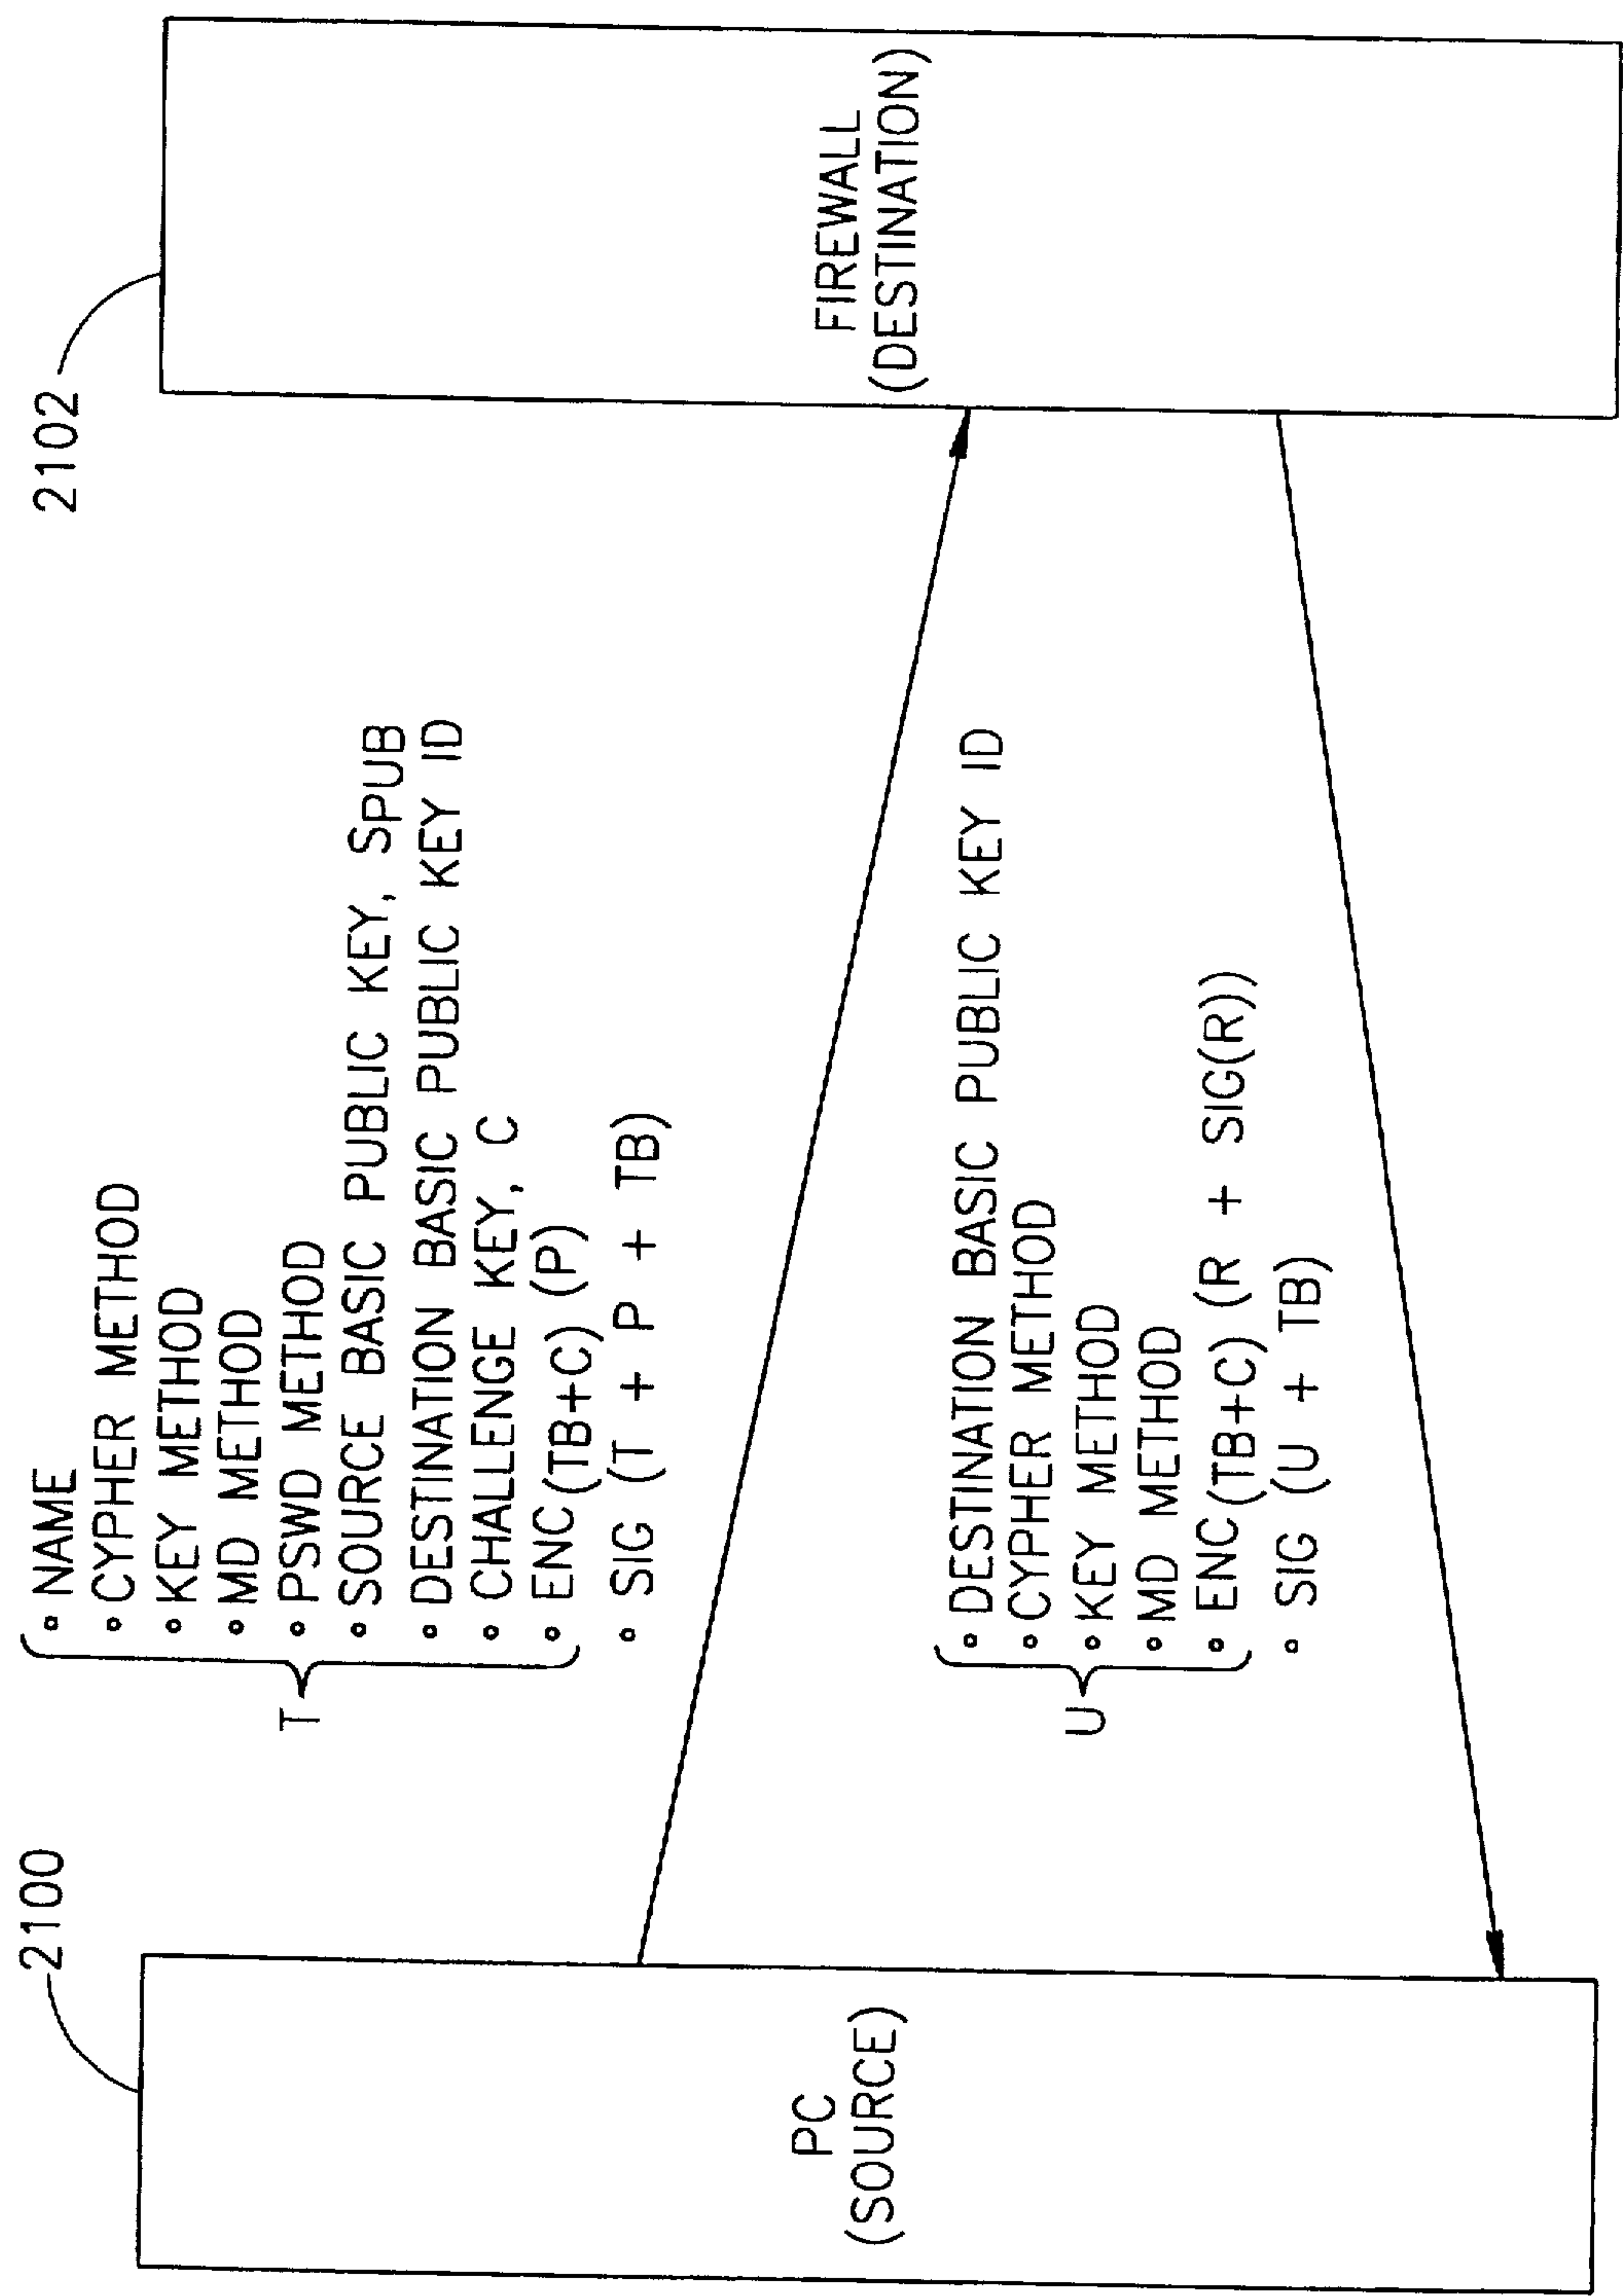 2100
2102
PC
(SOURCE)
FIREWALL
(DESTINATION)
T
• NAME
• CYPHER METHOD
• KEY METHOD
• MD METHOD
• PSWD METHOD
• SOURCE BASIC PUBLIC KEY, SPUB
• DESTINATION BASIC PUBLIC KEY ID
• CHALLENGE KEY, C
• ENC(TB+C) (P)
• SIG (T + P + TB)
U
• DESTINATION BASIC PUBLIC KEY ID
• CYPHER METHOD
• KEY METHOD
• MD METHOD
• ENC(TB+C) (R + SIG(R))
• SIG (U + TB)